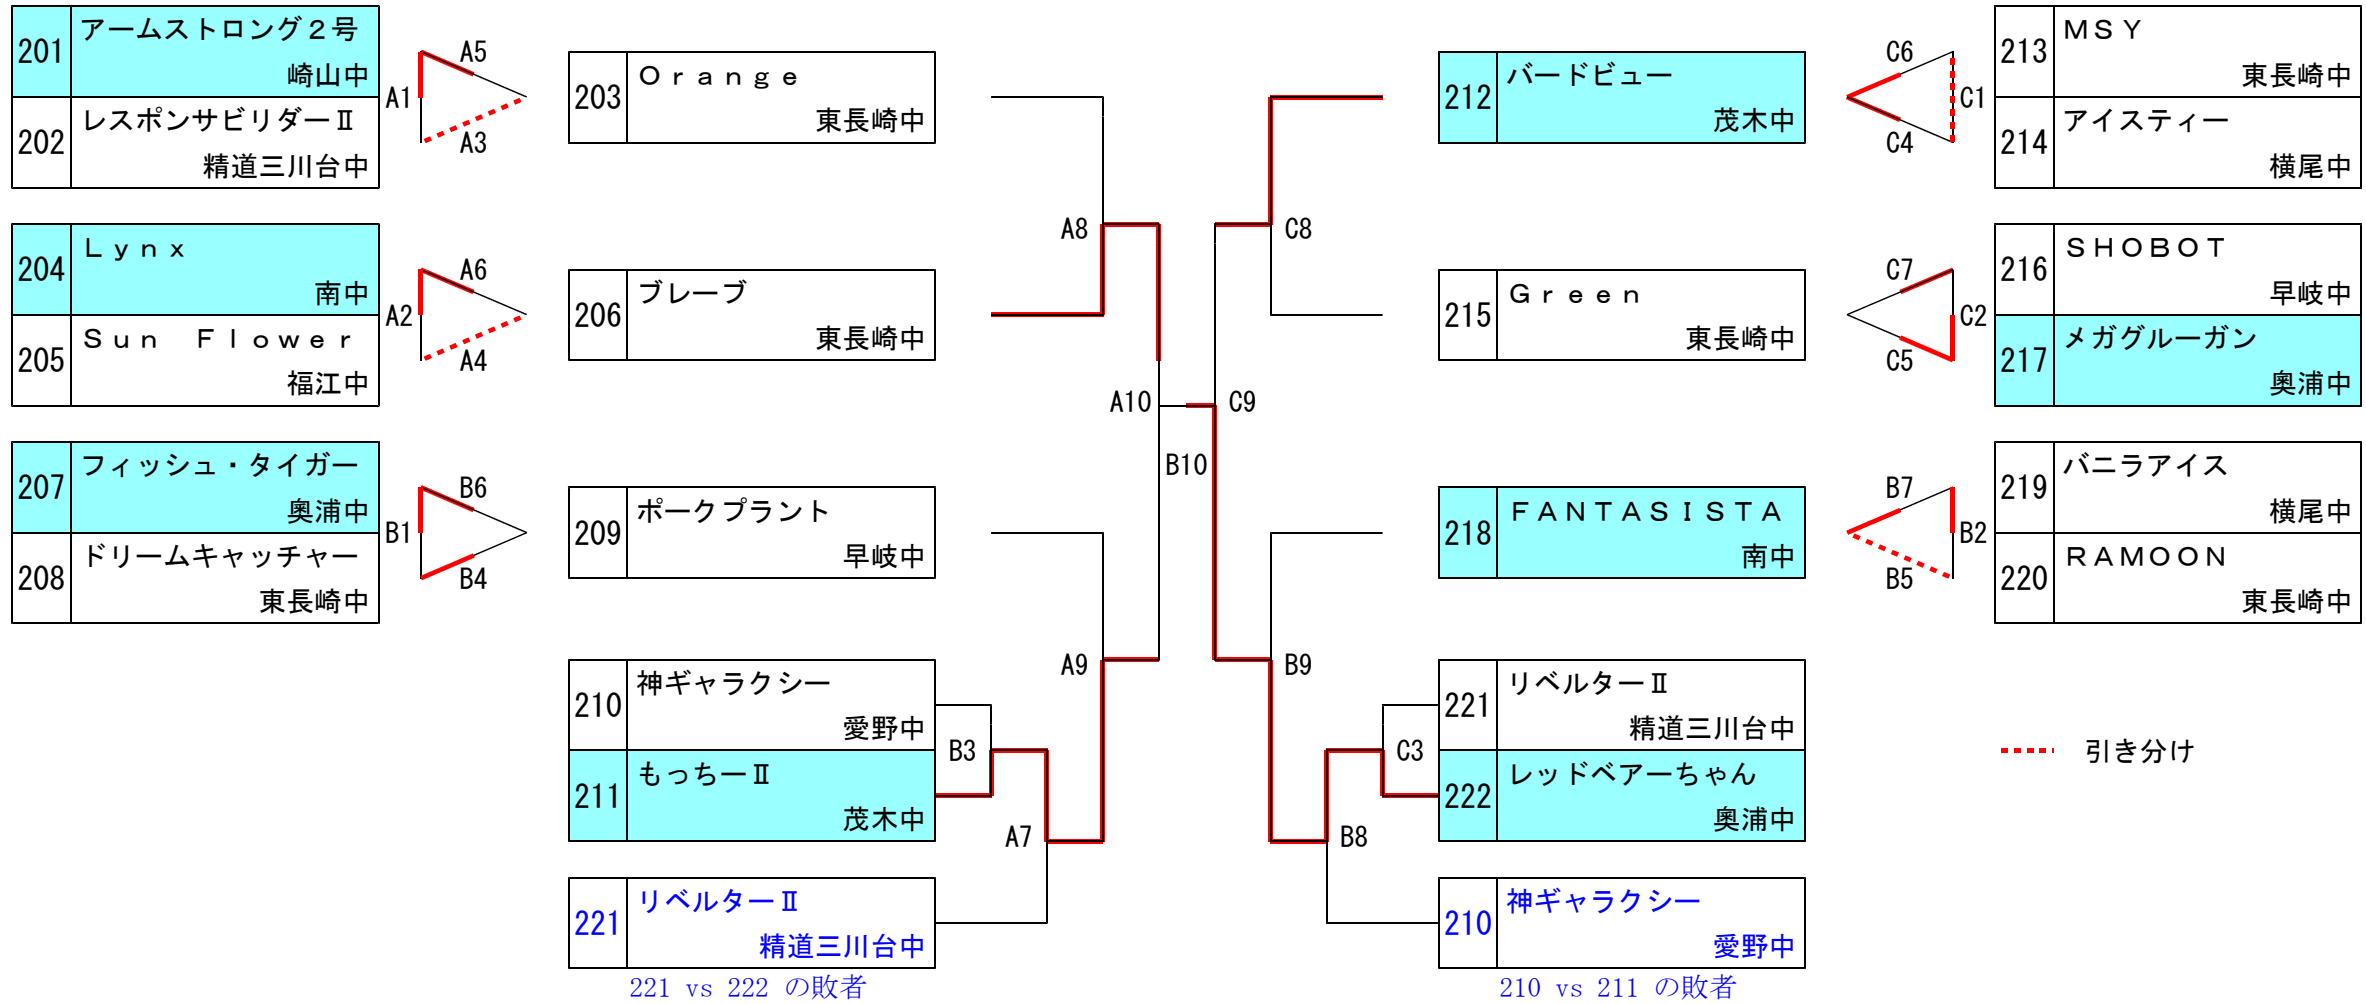 201 アームストロング2号
崎山中
202 レスポンサビリダーⅡ
精道三川台中
A1
A5
A3
203 Orange
東長崎中
204 Lynx
南中
205 Sun Flower
福江中
A2
A6
A4
206 ブレーブ
東長崎中
207 フィッシュ・タイガー
奥浦中
208 ドリームキャッチャー
東長崎中
B1
B6
B4
209 ポークプラント
早岐中
210 神ギャラクシー
愛野中
211 もっちーⅡ
茂木中
B3
221 リベルターⅡ
精道三川台中
221 vs 222 の敗者
A7
A8
A9
A10
B10
C9
C8
B9
B8
212 バードビュー
茂木中
C6
C4
C1
213 MSY
東長崎中
214 アイスティー
横尾中
215 Green
東長崎中
C7
C5
C2
216 SHOBOT
早岐中
217 メガグルーガン
奥浦中
218 FANTASISTA
南中
B7
B5
B2
219 バニラアイス
横尾中
220 RAMOON
東長崎中
221 リベルターⅡ
精道三川台中
222 レッドベアーちゃん
奥浦中
C3
210 神ギャラクシー
愛野中
210 vs 211 の敗者
引き分け